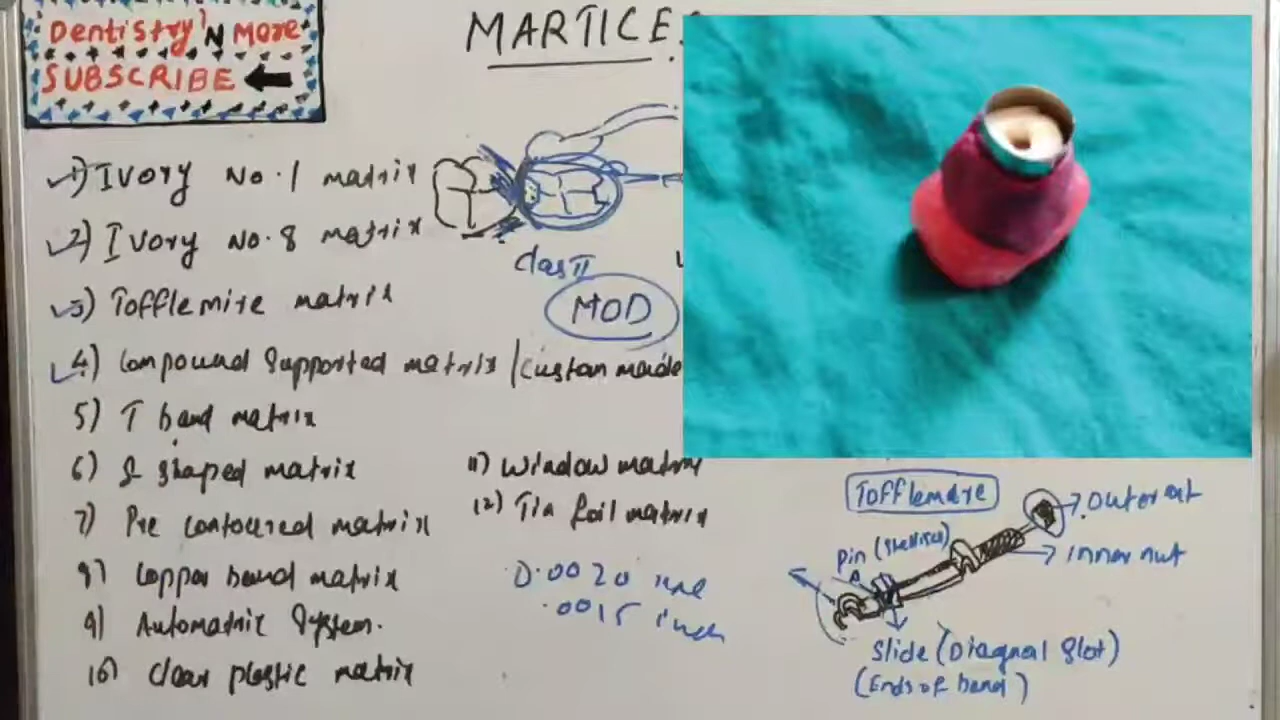 Dentistry'N More
SUBSCRIBE
MARTICE
1) Ivory No.1 matrix
2) Ivory No.8 matrix
3) Tofflemire matrix
4) Compound Supported matrix / Custom made
5) T band matrix
6) S shaped matrix
7) Pre contoured matrix
8) Copper band matrix
9) Automatrix System.
10) Clear plastic matrix
Class II
MOD
11) Window matrix
12) Tin foil matrix
0.0020 inch
.0015 inch
Tofflemire
Outer nut
Pin (Shellises)
Inner nut
Slide (Diagnal Slot)
(Ends of band)